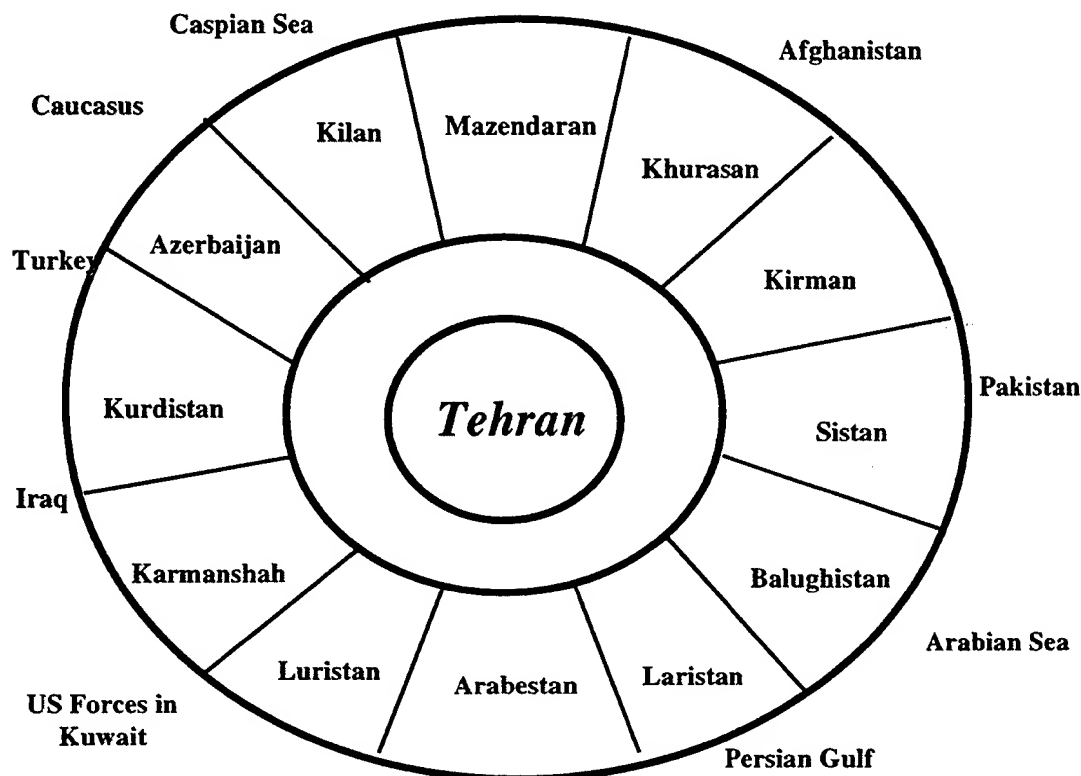 Caspian Sea
Afghanistan
Caucasus
Kilan
Mazendaran
Khurasan
Azerbaijan
Turkey
Kirman
Kurdistan
Tehran
Pakistan
Sistan
Iraq
Karmanshah
Balughistan
Luristan
Arabestan
Laristan
Arabian Sea
US Forces in
Kuwait
Persian Gulf